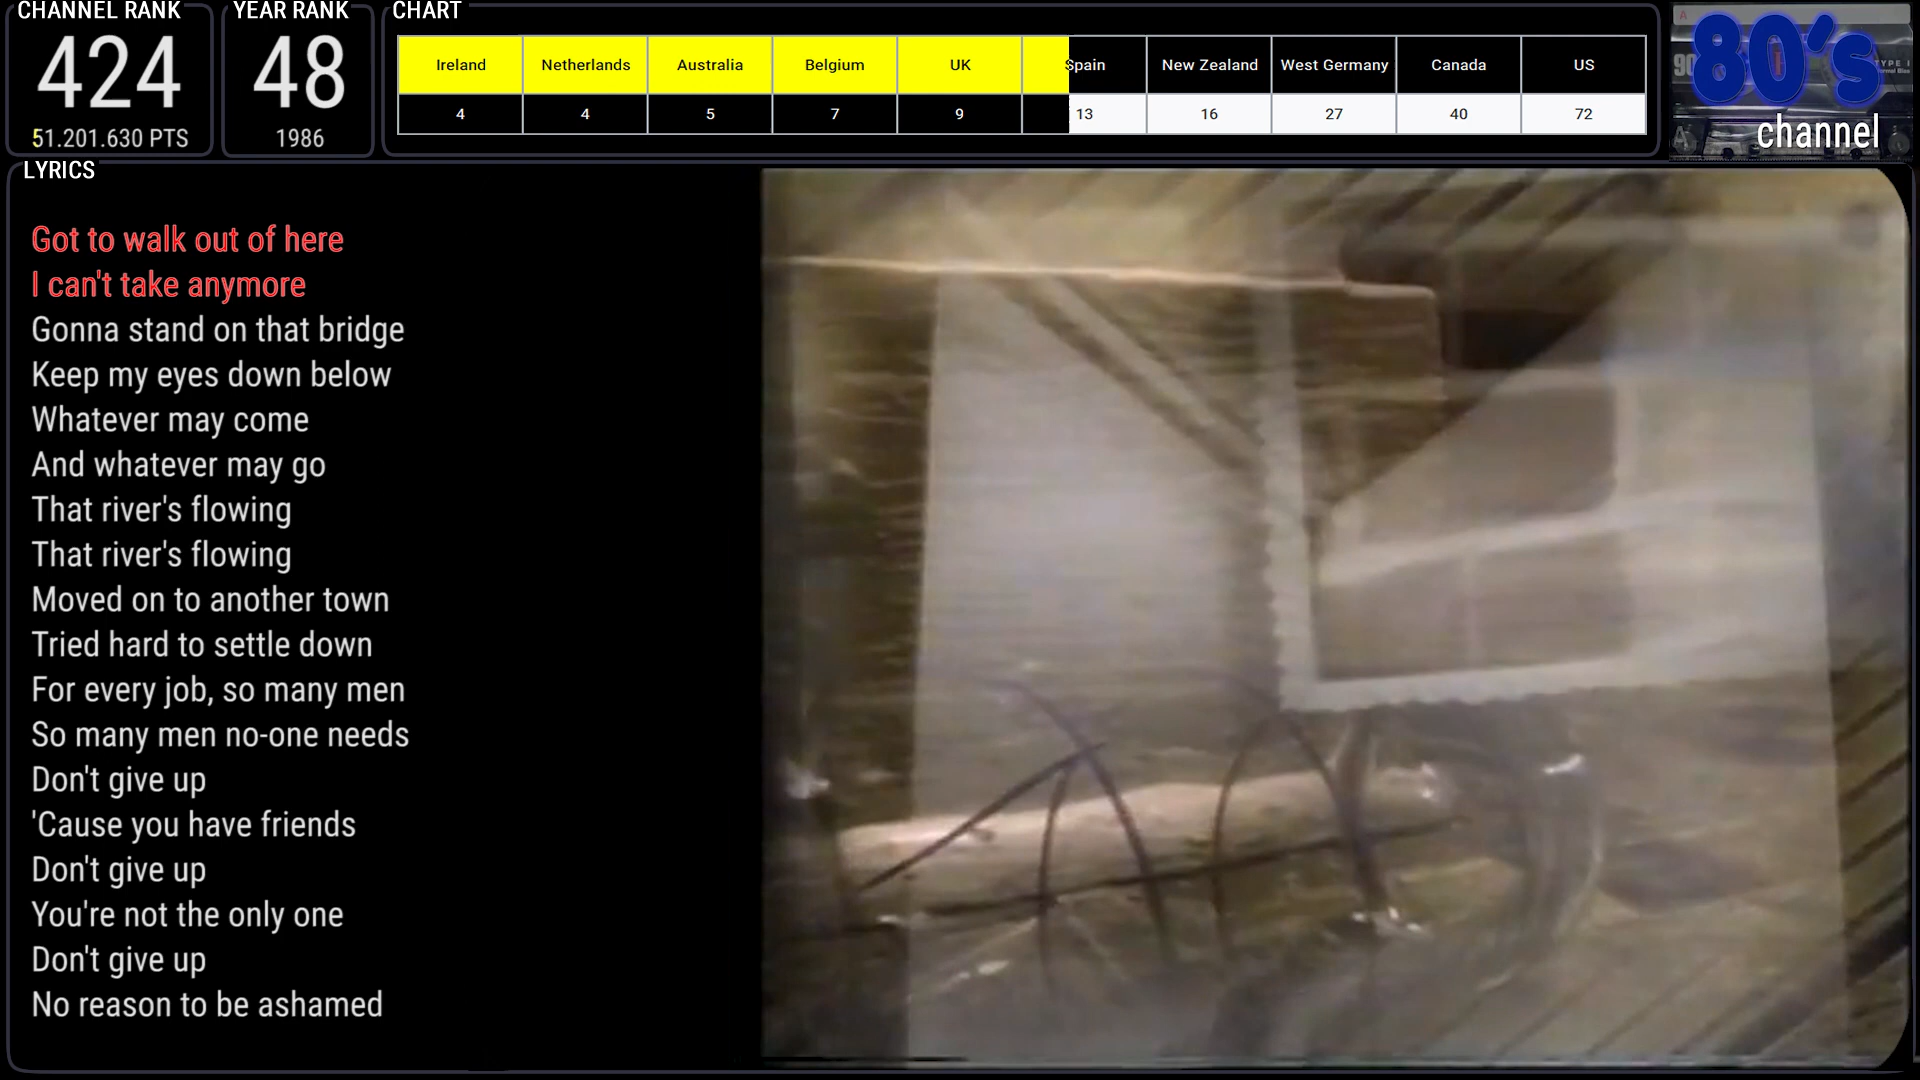 CHANNEL RANK
424
51.201.630 PTS
YEAR RANK
48
1986
CHART
Ireland Netherlands Australia Belgium UK Spain New Zealand West Germany Canada US
4 4 5 7 9 13 16 27 40 72
80's
channel
LYRICS
Got to walk out of here
I can't take anymore
Gonna stand on that bridge
Keep my eyes down below
Whatever may come
And whatever may go
That river's flowing
That river's flowing
Moved on to another town
Tried hard to settle down
For every job, so many men
So many men no-one needs
Don't give up
'Cause you have friends
Don't give up
You're not the only one
Don't give up
No reason to be ashamed